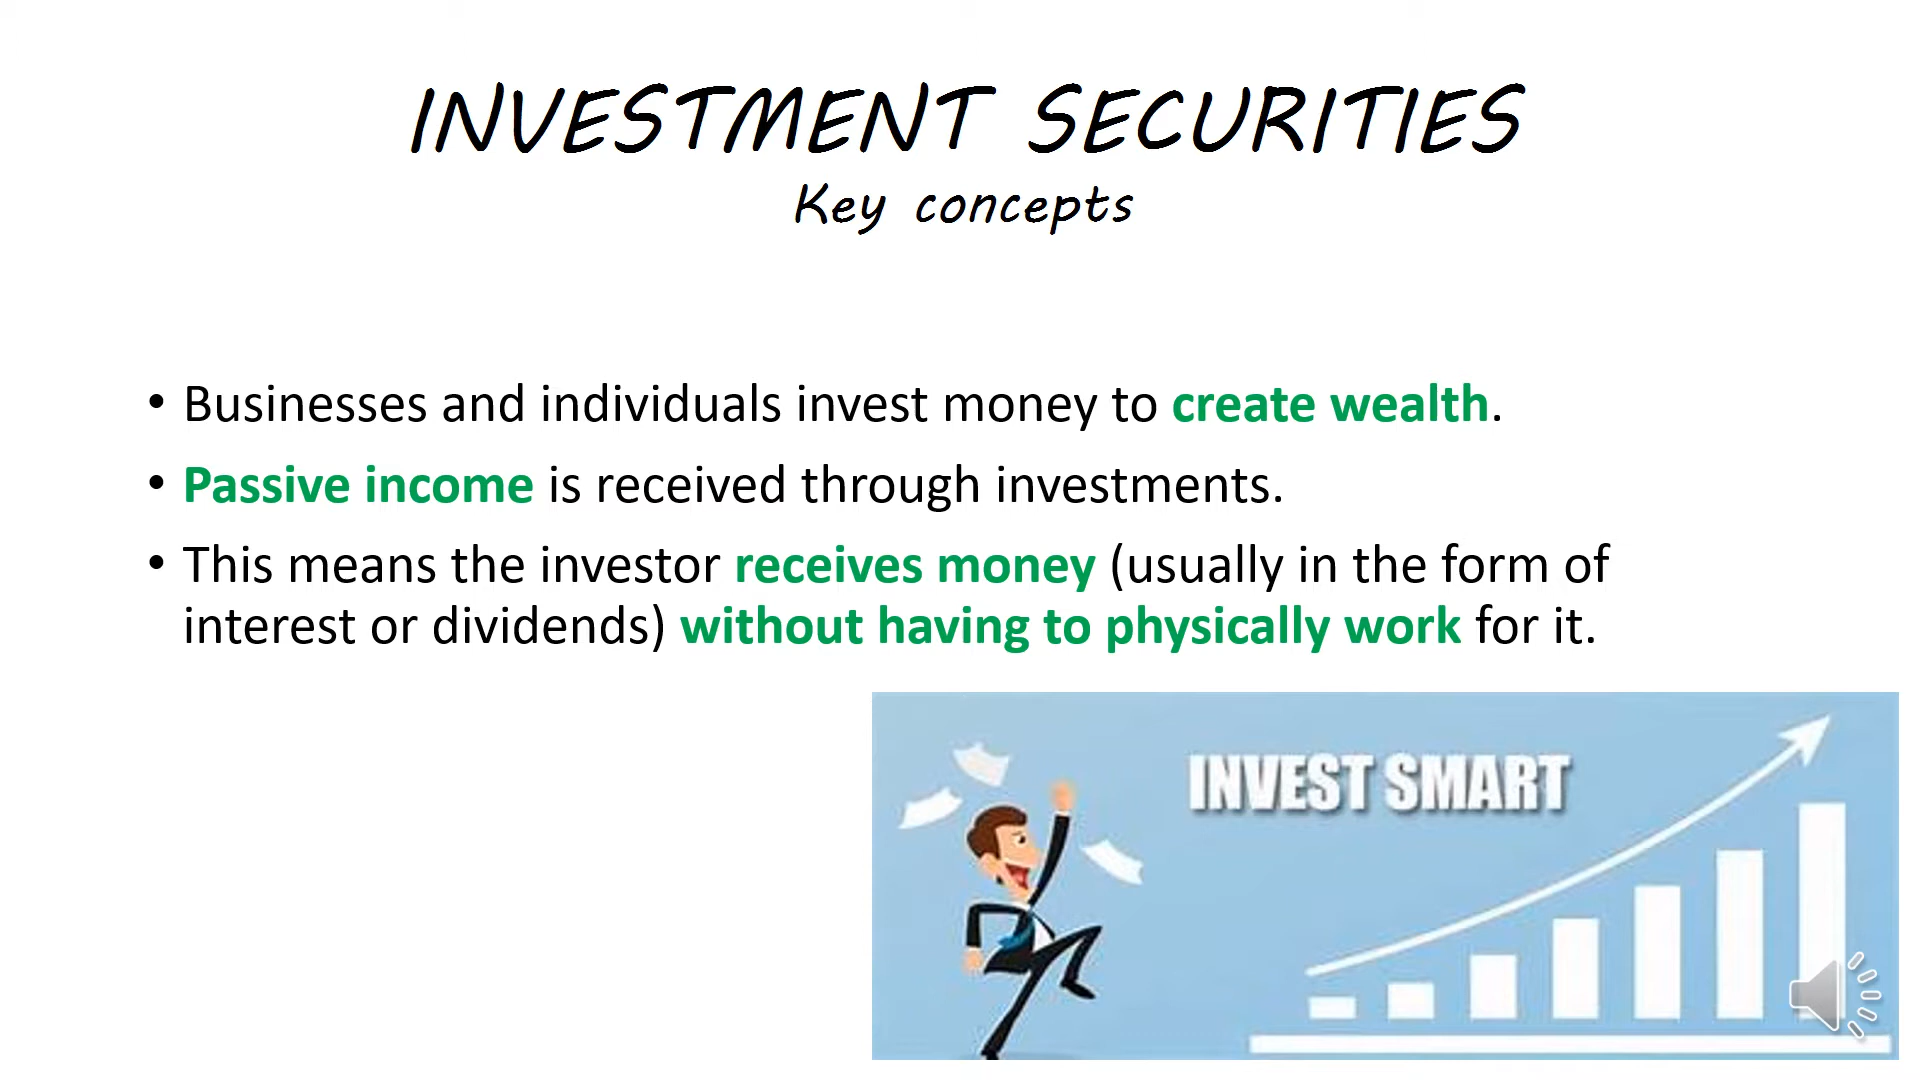 INVESTMENT SECURITIES
Key concepts
• Businesses and individuals invest money to create wealth.
• Passive income is received through investments.
• This means the investor receives money (usually in the form of
interest or dividends) without having to physically work for it.
INVEST SMART